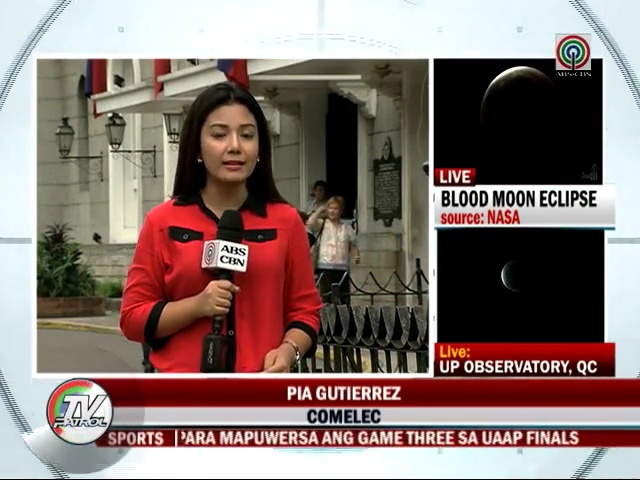 ABS-CBN
ABS
CBN
LIVE
BLOOD MOON ECLIPSE
source: NASA
Live:
UP OBSERVATORY, QC
PIA GUTIERREZ
COMELEC
TV
PATROL
SPORTS PARA MAPUWERSA ANG GAME THREE SA UAAP FINALS